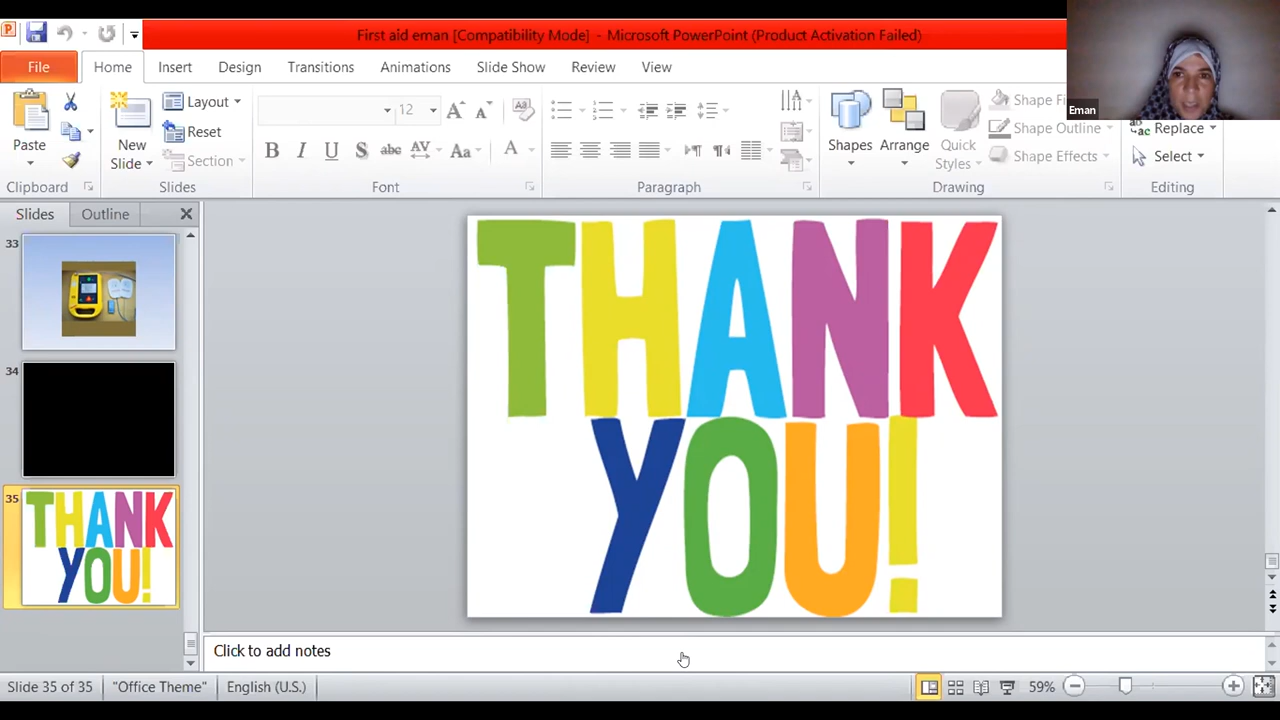 First aid eman [Compatibility Mode] - Microsoft PowerPoint (Product Activation Failed)
File Home Insert Design Transitions Animations Slide Show Review View
Eman
Paste
Clipboard
New
Slide
Layout
Reset
Section
Slides
12
B I U S abc AV Aa A
Font
Paragraph
Shapes
Arrange
Quick
Styles
Shape Fi
Shape Outline
Shape Effects
Drawing
Replace
Select
Editing
Slides Outline
33
34
35
THANK
YOU!
THANK
YOU!
Click to add notes
Slide 35 of 35 "Office Theme" English (U.S.) 59%